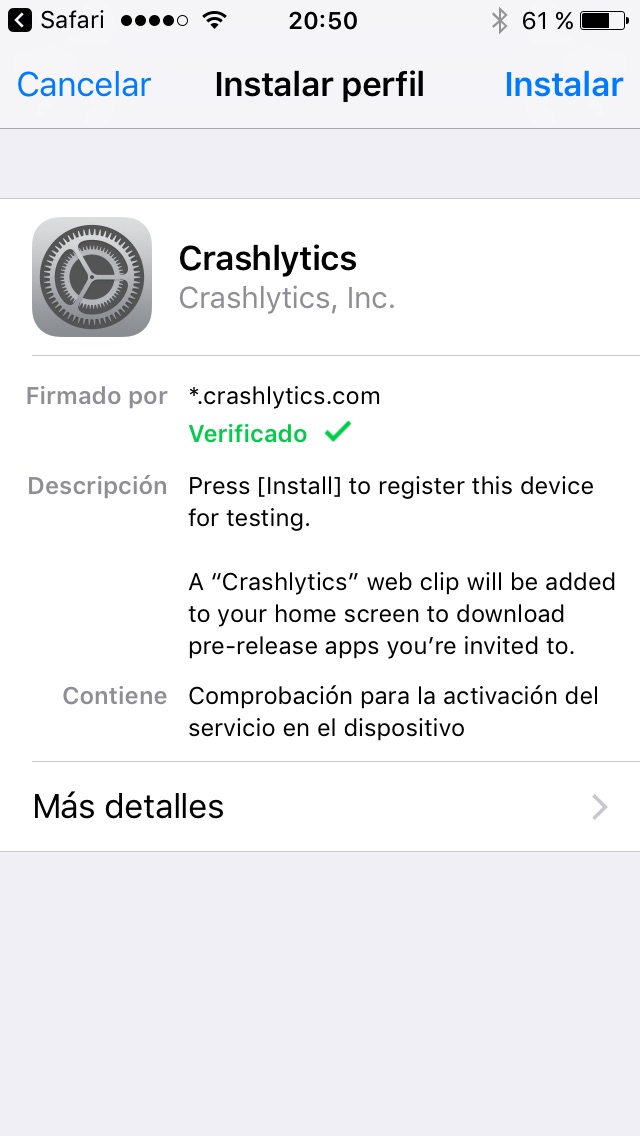 Safari 20:50 61 %
Cancelar Instalar perfil Instalar
Crashlytics
Crashlytics, Inc.
Firmado por *.crashlytics.com
Verificado
Descripción Press [Install] to register this device
for testing.
A “Crashlytics” web clip will be added
to your home screen to download
pre-release apps you’re invited to.
Contiene Comprobación para la activación del
servicio en el dispositivo
Más detalles